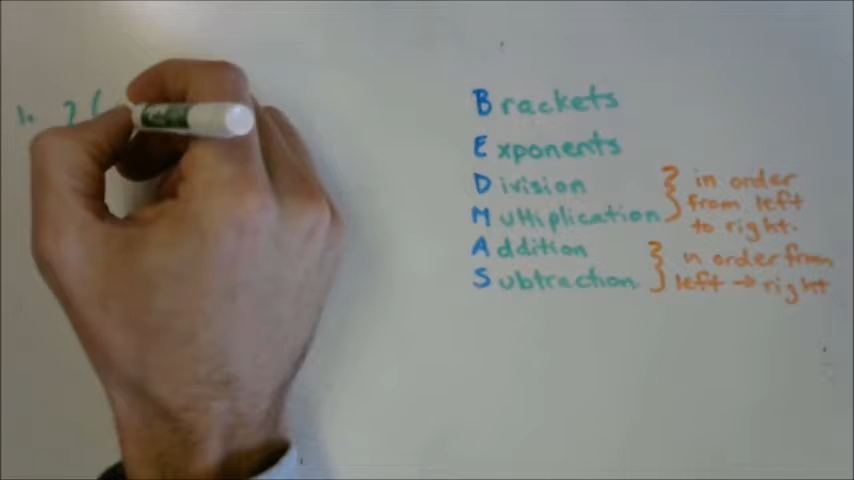 1. 2(
Brackets
Exponents
Division
Multiplication
Addition
Subtraction
} in order
from left
to right.
} in order from
left → right